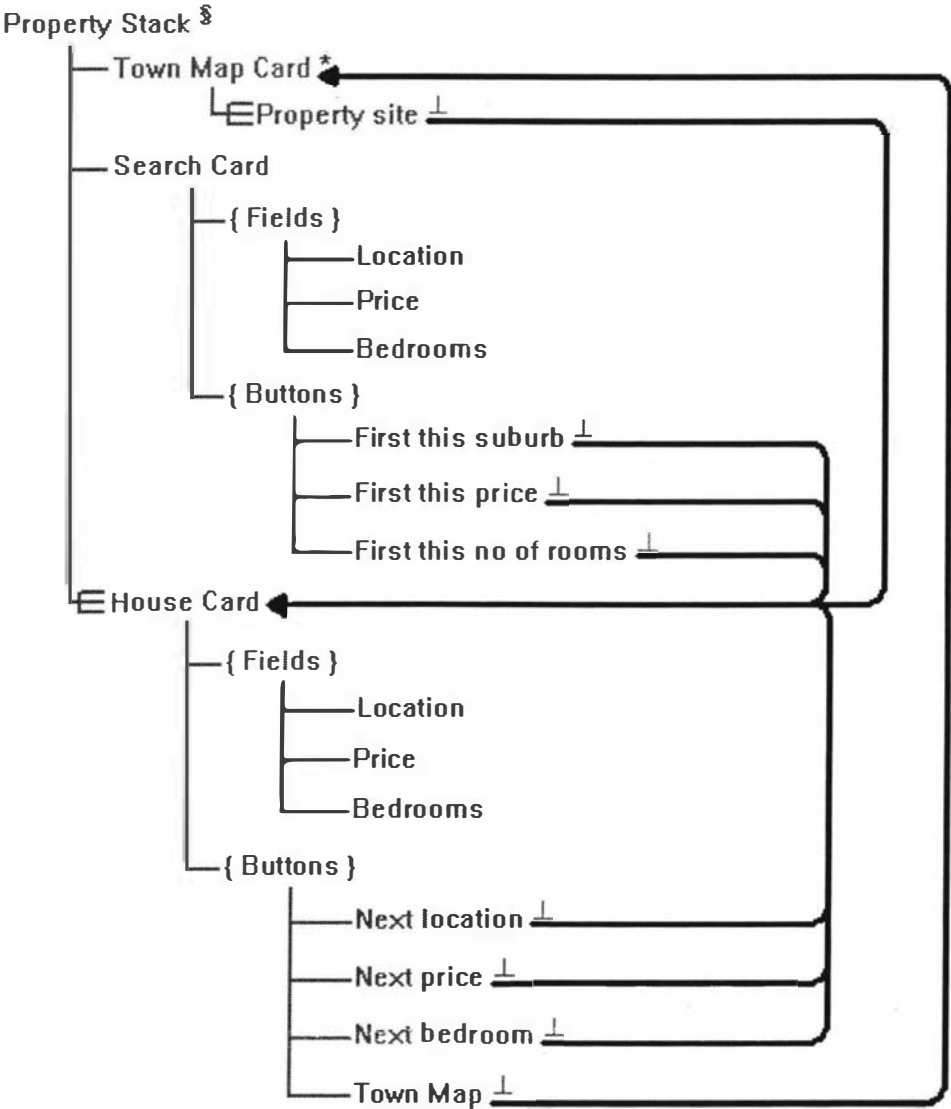 Property Stack §
Town Map Card *
Property site ⊥
Search Card
{ Fields }
Location
Price
Bedrooms
{ Buttons }
First this suburb ⊥
First this price ⊥
First this no of rooms ⊥
House Card
{ Fields }
Location
Price
Bedrooms
{ Buttons }
Next location ⊥
Next price ⊥
Next bedroom ⊥
Town Map ⊥